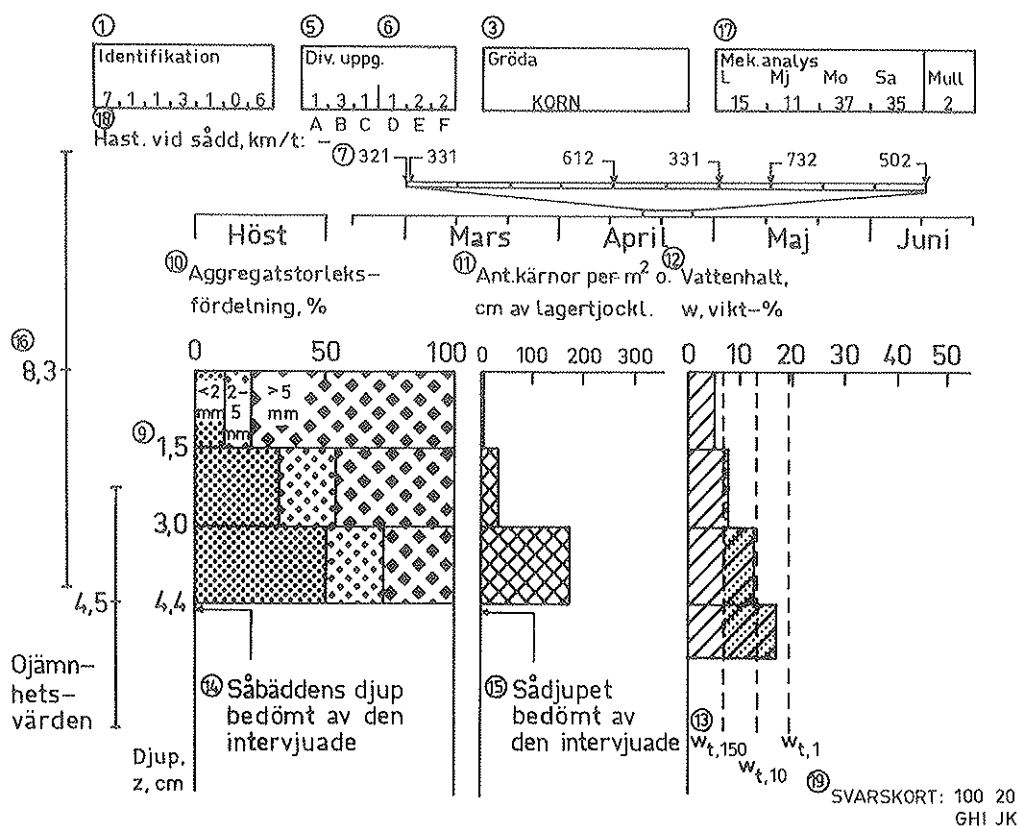 ① ⑤ ⑥ ③ ⑰
Identifikation
7,1,1,3,1,0,6
Div. uppg.
1,3,1 1,2,2
A B C D E F
Gröda
KORN
Mek.analys
L Mj Mo Sa Mull
15 , 11 , 37 , 35 2
⑱
Hast. vid sådd, km/t: –
⑦ 321 331 612 331 732 502
Höst Mars April Maj Juni
⑩ Aggregatstorleks–
fördelning, %
⑪ Ant.kärnor per m² o.
cm av lagertjockl.
⑫ Vattenhalt,
w, vikt–%
⑯
8,3
0 50 100
0 100 200 300
0 10 20 30 40 50
<2
mm
2–
5
mm
>5
mm
⑨ 1,5
3,0
4,5 4,4
Ojämn–
hets–
värden
⑭ Såbäddens djup
bedömt av den
intervjuade
⑮ Sådjupet
bedömt av
den intervjuade
⑬
wt,150 wt,1
wt,10
Djup,
z, cm
⑲ SVARSKORT: 100 20
GHI JK